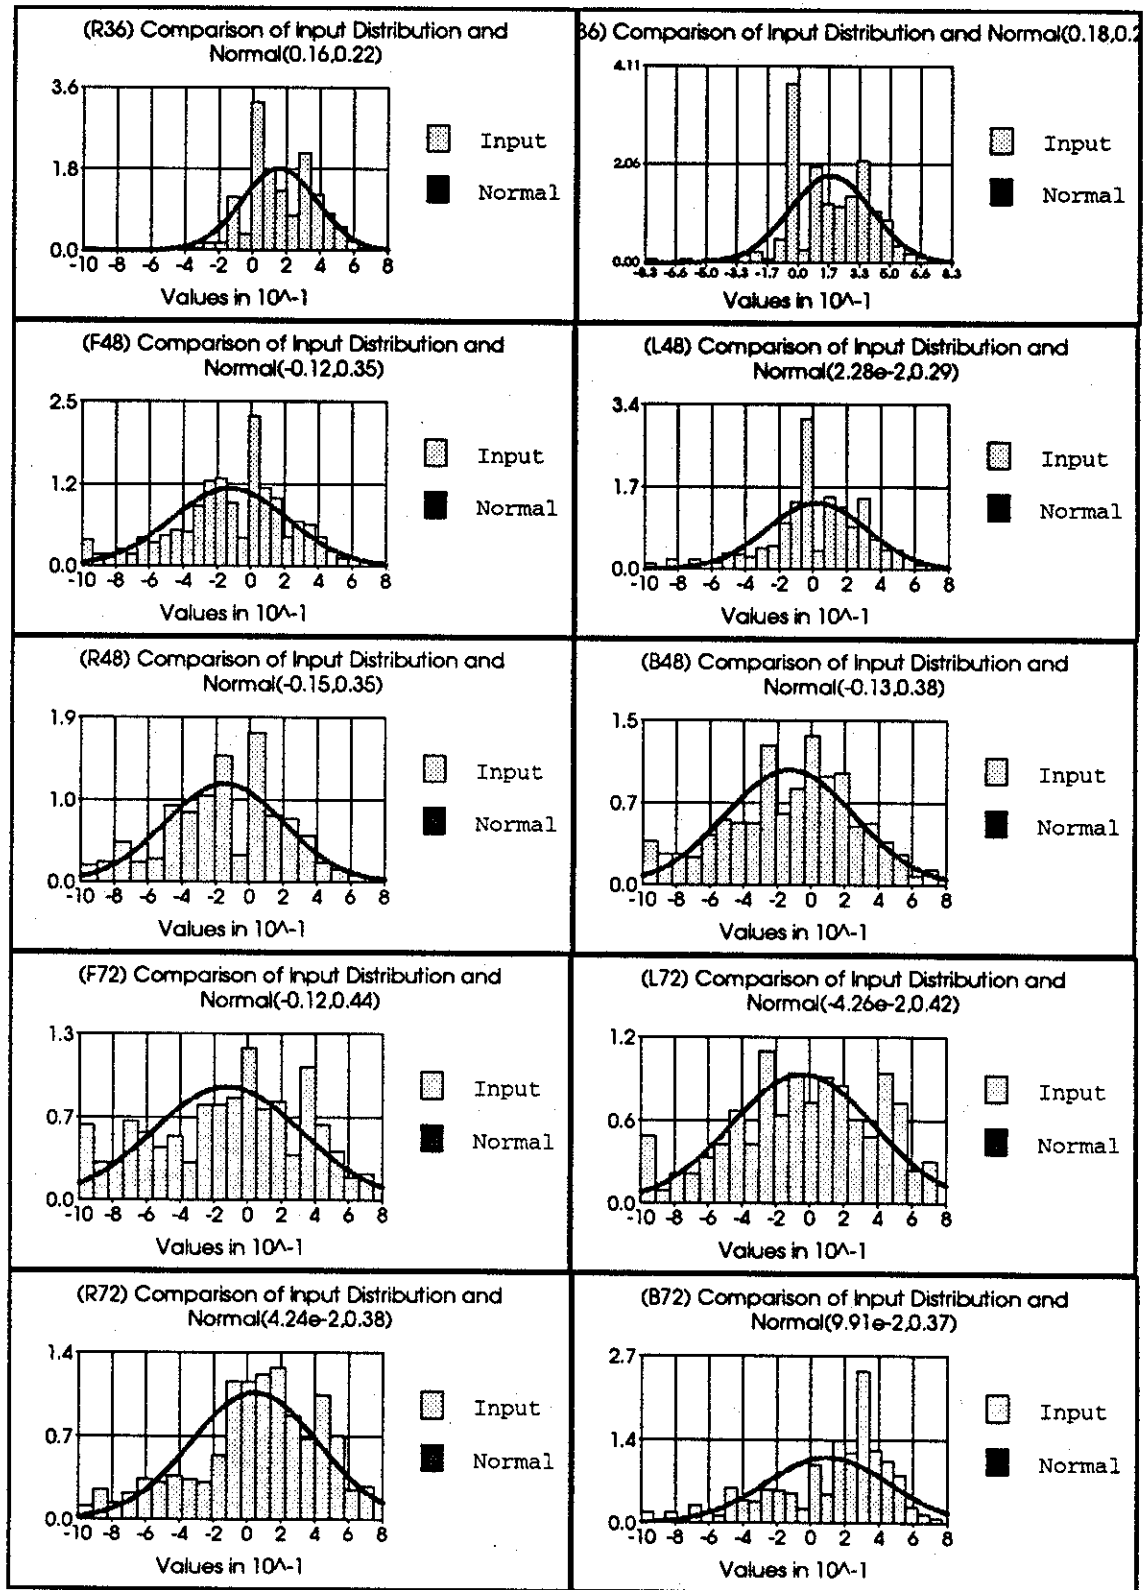 (R36) Comparison of Input Distribution and
Normal(0.16,0.22)
3.6
1.8
0.0
-10 -8 -6 -4 -2 0 2 4 6 8
Values in 10^-1
Input
Normal
36) Comparison of Input Distribution and Normal(0.18,0.2
4.11
2.06
0.00
-8.3 -6.6 -5.0 -3.3 -1.7 0.0 1.7 3.3 5.0 6.6 8.3
Values in 10^-1
Input
Normal
(F48) Comparison of Input Distribution and
Normal(-0.12,0.35)
2.5
1.2
0.0
-10 -8 -6 -4 -2 0 2 4 6 8
Values in 10^-1
Input
Normal
(L48) Comparison of Input Distribution and
Normal(2.28e-2,0.29)
3.4
1.7
0.0
-10 -8 -6 -4 -2 0 2 4 6 8
Values in 10^-1
Input
Normal
(R48) Comparison of Input Distribution and
Normal(-0.15,0.35)
1.9
1.0
0.0
-10 -8 -6 -4 -2 0 2 4 6 8
Values in 10^-1
Input
Normal
(B48) Comparison of Input Distribution and
Normal(-0.13,0.38)
1.5
0.7
0.0
-10 -8 -6 -4 -2 0 2 4 6 8
Values in 10^-1
Input
Normal
(F72) Comparison of Input Distribution and
Normal(-0.12,0.44)
1.3
0.7
0.0
-10 -8 -6 -4 -2 0 2 4 6 8
Values in 10^-1
Input
Normal
(L72) Comparison of Input Distribution and
Normal(-4.26e-2,0.42)
1.2
0.6
0.0
-10 -8 -6 -4 -2 0 2 4 6 8
Values in 10^-1
Input
Normal
(R72) Comparison of Input Distribution and
Normal(4.24e-2,0.38)
1.4
0.7
0.0
-10 -8 -6 -4 -2 0 2 4 6 8
Values in 10^-1
Input
Normal
(B72) Comparison of Input Distribution and
Normal(9.91e-2,0.37)
2.7
1.4
0.0
-10 -8 -6 -4 -2 0 2 4 6 8
Values in 10^-1
Input
Normal